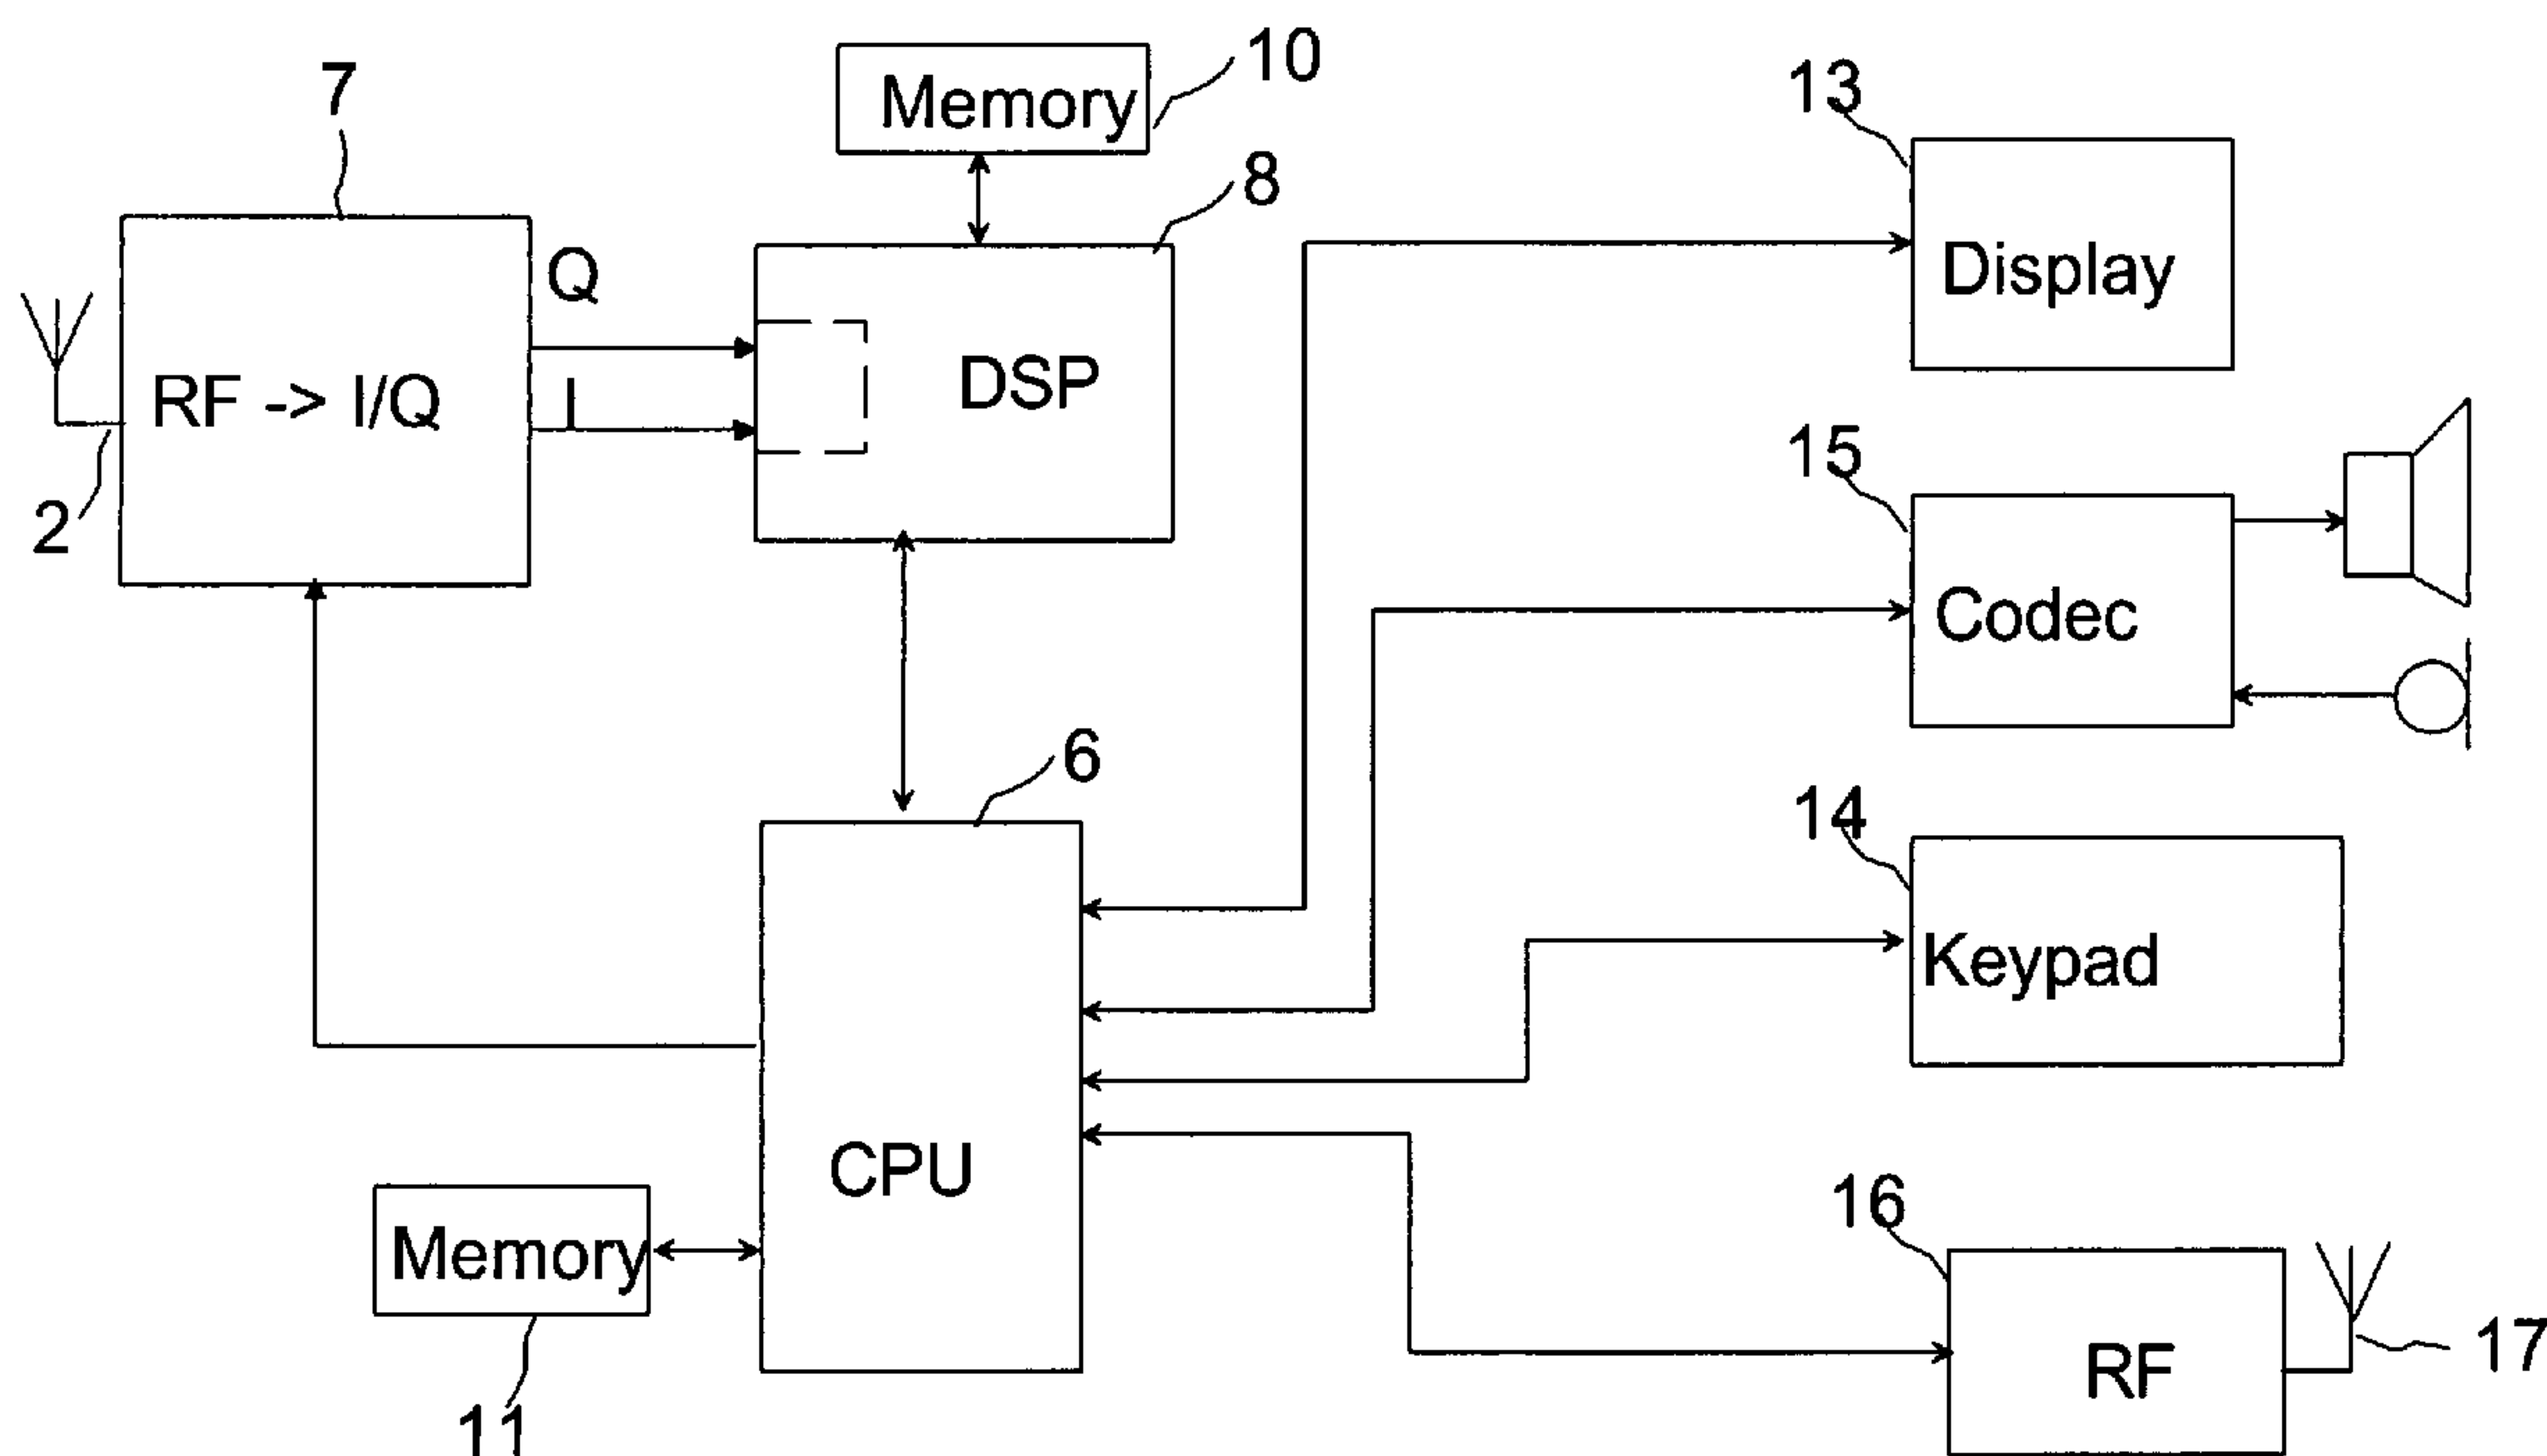 7
Memory
10
13
8
Q
RF -> I/Q
I
DSP
Display
2
15
Codec
6
14
Keypad
CPU
16
Memory
RF
17
11